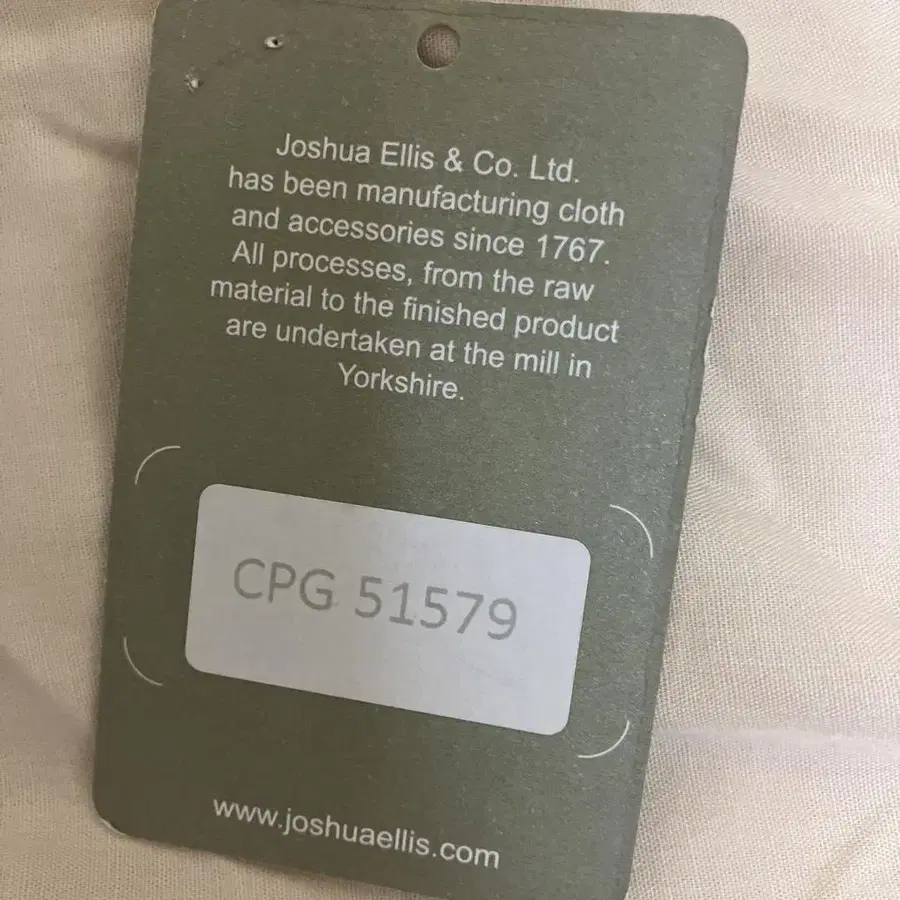 Joshua Ellis & Co. Ltd.
has been manufacturing cloth
and accessories since 1767.
All processes, from the raw
material to the finished product
are undertaken at the mill in
Yorkshire.
CPG 51579
www.joshuaellis.com